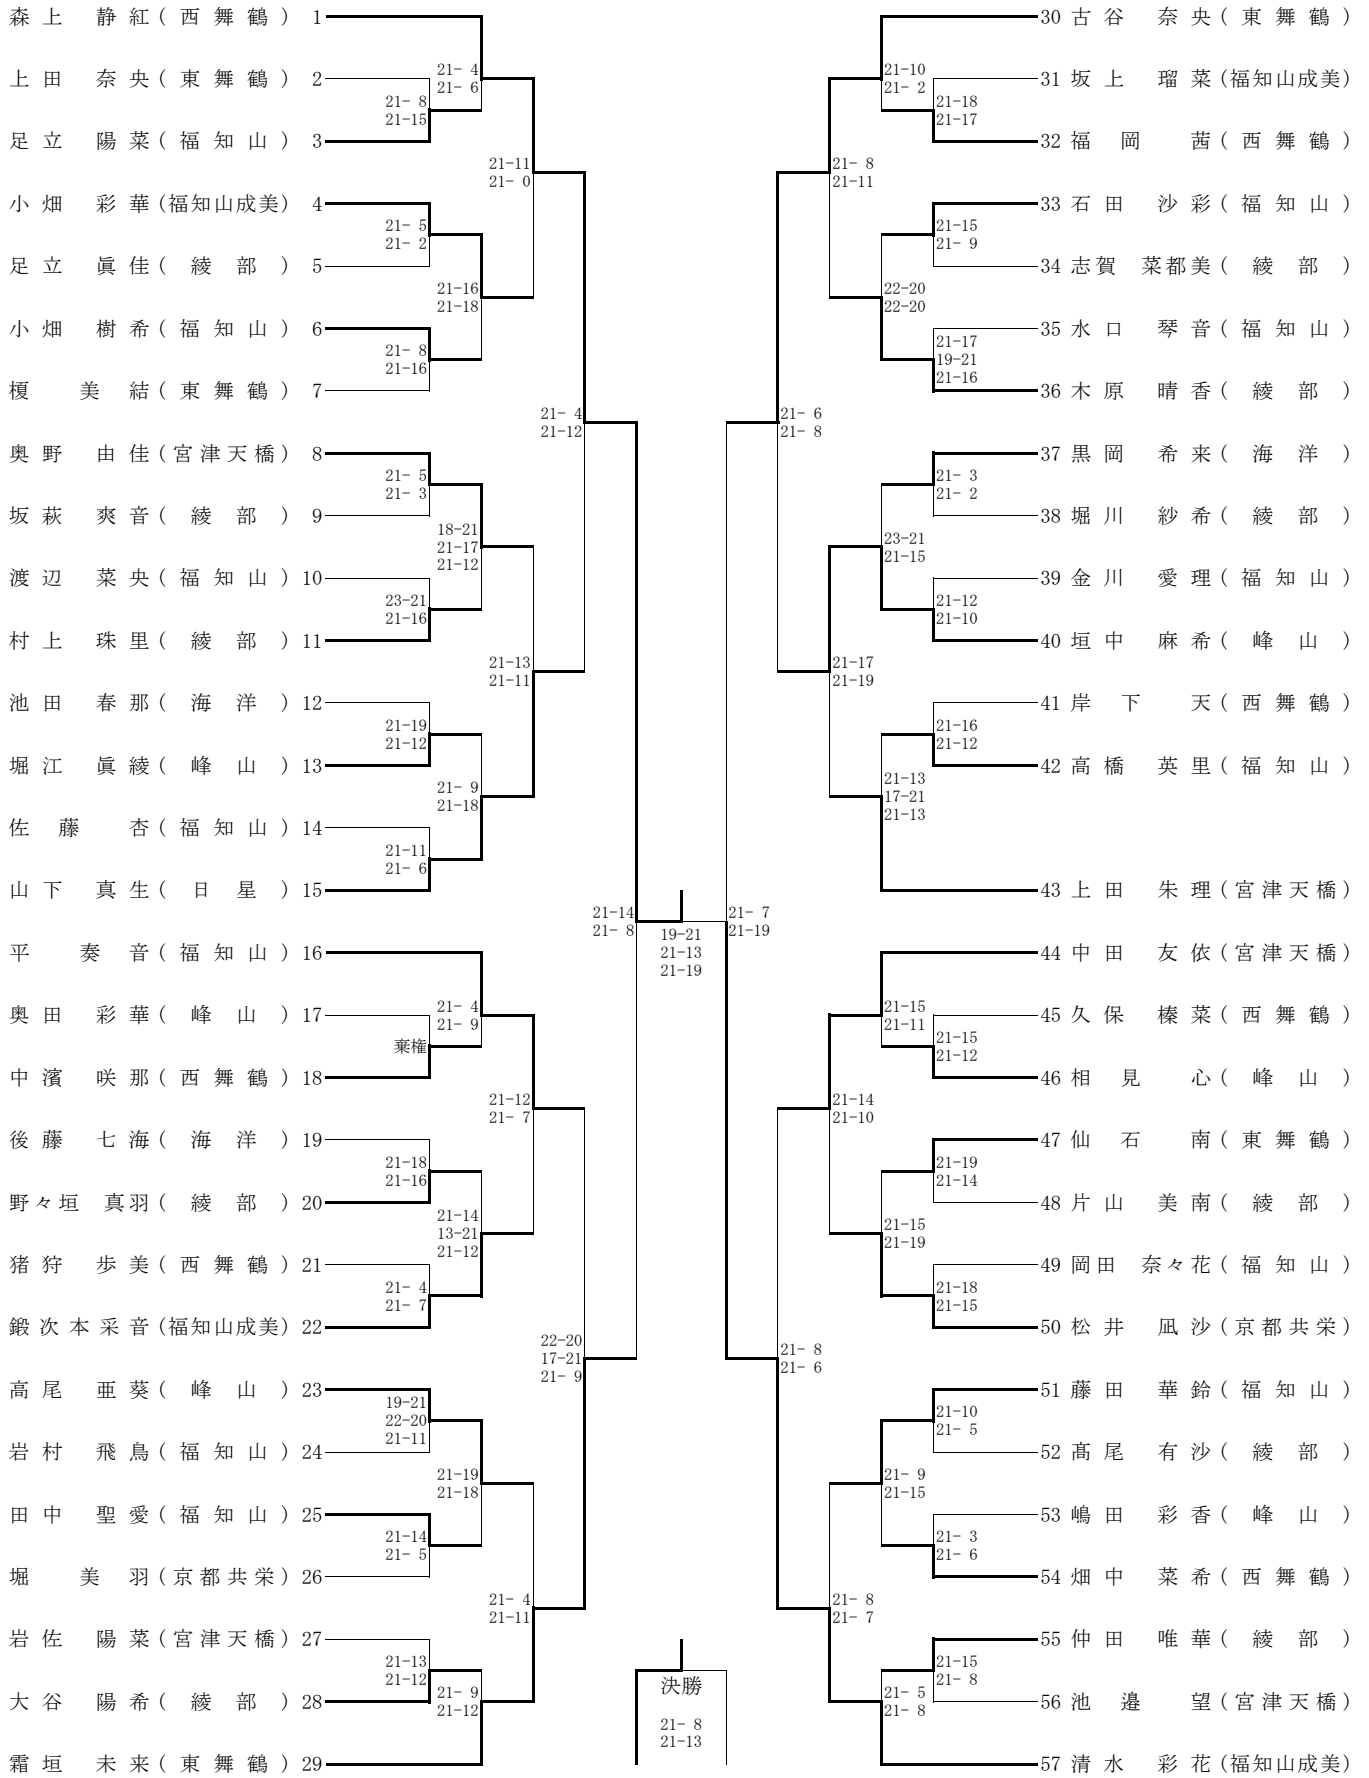 森上 静紅(西舞鶴) 1
上田 奈央(東舞鶴) 2
足立 陽菜(福知山) 3
小畑 彩華(福知山成美) 4
足立 眞佳(綾部) 5
小畑 樹希(福知山) 6
榎 美結(東舞鶴) 7
奥野 由佳(宮津天橋) 8
坂萩 爽音(綾部) 9
渡辺 菜央(福知山) 10
村上 珠里(綾部) 11
池田 春那(海洋) 12
堀江 眞綾(峰山) 13
佐藤 杏(福知山) 14
山下 真生(日星) 15
平 奏音(福知山) 16
奥田 彩華(峰山) 17
中濱 咲那(西舞鶴) 18
後藤 七海(海洋) 19
野々垣 真羽(綾部) 20
猪狩 歩美(西舞鶴) 21
鍛次本采音(福知山成美) 22
高尾 亜葵(峰山) 23
岩村 飛鳥(福知山) 24
田中 聖愛(福知山) 25
堀 美羽(京都共栄) 26
岩佐 陽菜(宮津天橋) 27
大谷 陽希(綾部) 28
霜垣 未来(東舞鶴) 29
21- 8
21-15
21- 5
21- 2
21- 8
21-16
21- 5
21- 3
23-21
21-16
21-19
21-12
21-11
21- 6
棄権
21-18
21-16
21- 4
21- 7
19-21
22-20
21-11
21-14
21- 5
21-13
21-12
21- 4
21- 6
21-16
21-18
18-21
21-17
21-12
21- 9
21-18
21- 4
21- 9
21-14
13-21
21-12
21-19
21-18
21- 9
21-12
21-11
21- 0
21-13
21-11
21-12
21- 7
21- 4
21-11
21- 4
21-12
22-20
17-21
21- 9
21-14
21- 8
19-21
21-13
21-19
決勝
21- 8
21-13
21- 7
21-19
21- 6
21- 8
21- 8
21- 6
21- 8
21-11
21-17
21-19
21-14
21-10
21- 8
21- 7
21-10
21- 2
22-20
22-20
23-21
21-15
21-13
17-21
21-13
21-15
21-11
21-15
21-19
21- 9
21-15
21- 5
21- 8
21-18
21-17
21-15
21- 9
21-17
19-21
21-16
21- 3
21- 2
21-12
21-10
21-16
21-12
21-15
21-12
21-19
21-14
21-18
21-15
21-10
21- 5
21- 3
21- 6
21-15
21- 8
30 古谷 奈央(東舞鶴)
31 坂上 瑠菜(福知山成美)
32 福岡 茜(西舞鶴)
33 石田 沙彩(福知山)
34 志賀 菜都美(綾部)
35 水口 琴音(福知山)
36 木原 晴香(綾部)
37 黒岡 希来(海洋)
38 堀川 紗希(綾部)
39 金川 愛理(福知山)
40 垣中 麻希(峰山)
41 岸下 天(西舞鶴)
42 高橋 英里(福知山)
43 上田 朱理(宮津天橋)
44 中田 友依(宮津天橋)
45 久保 榛菜(西舞鶴)
46 相見 心(峰山)
47 仙石 南(東舞鶴)
48 片山 美南(綾部)
49 岡田 奈々花(福知山)
50 松井 凪沙(京都共栄)
51 藤田 華鈴(福知山)
52 髙尾 有沙(綾部)
53 嶋田 彩香(峰山)
54 畑中 菜希(西舞鶴)
55 仲田 唯華(綾部)
56 池邉 望(宮津天橋)
57 清水 彩花(福知山成美)